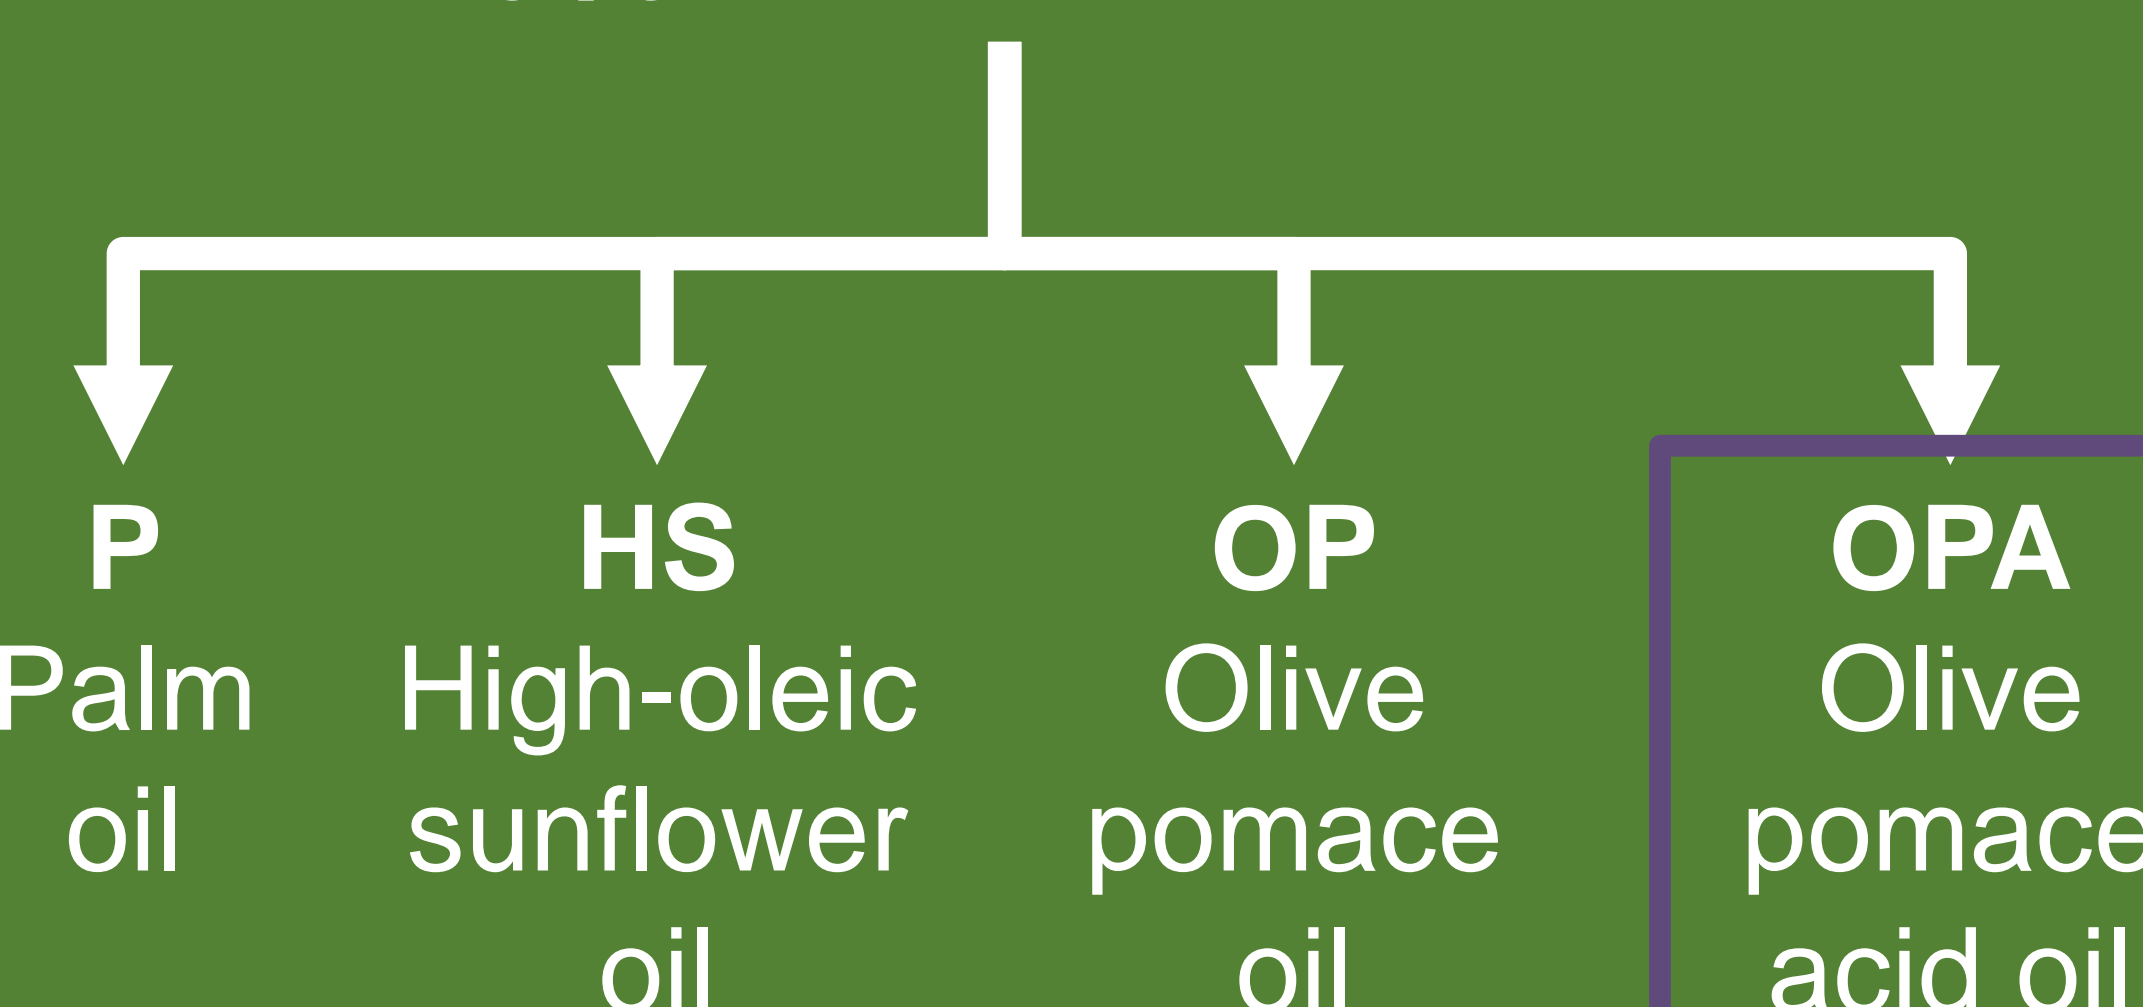 P
Palm
oil
HS
High-oleic
sunflower
oil
OP
Olive
pomace
oil
OPA
Olive
pomace
acid oil